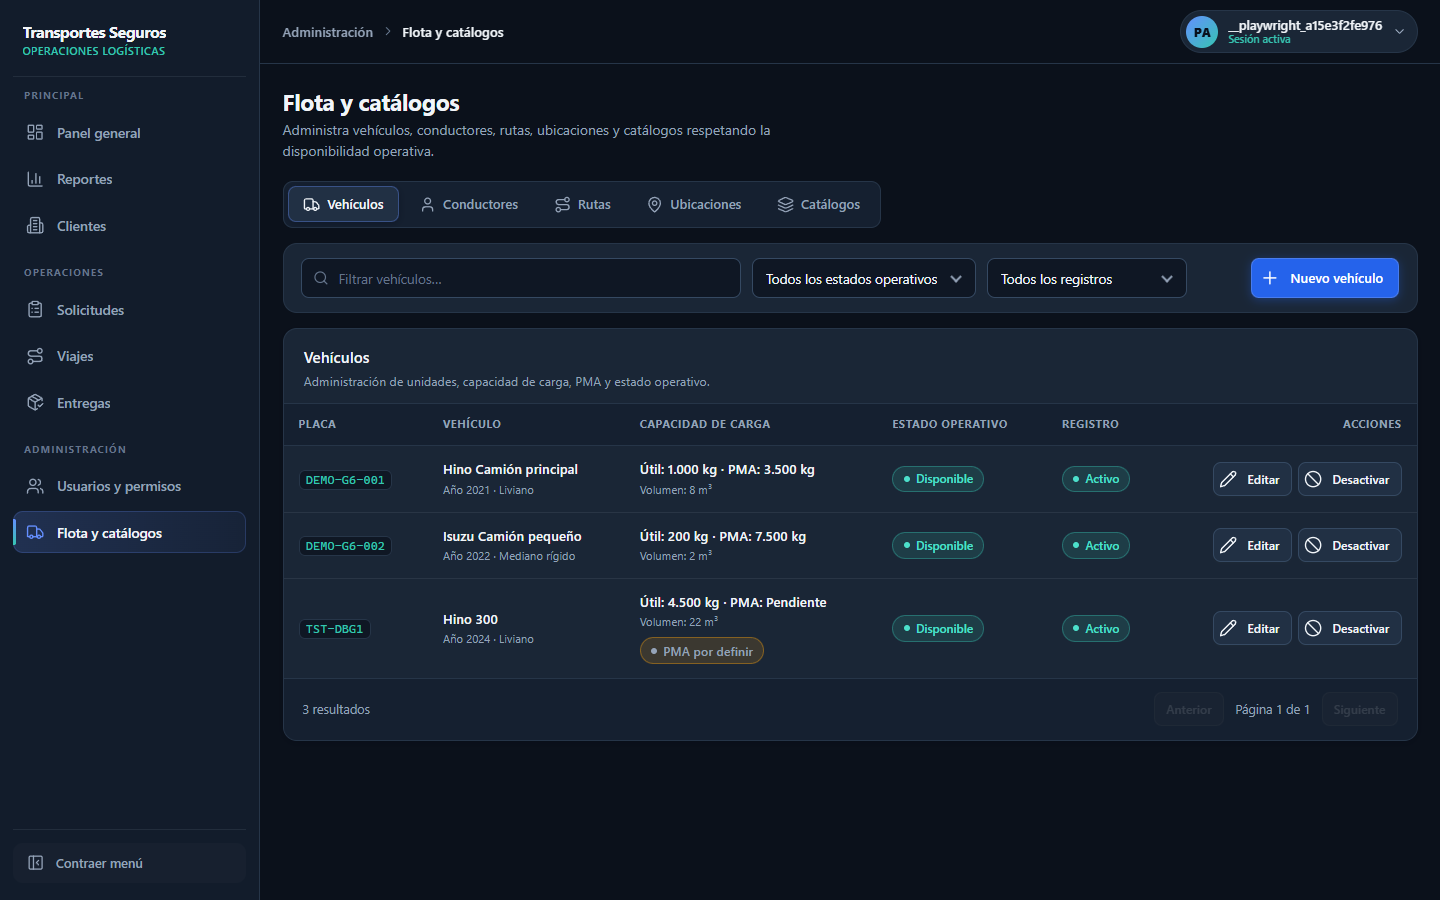 Transportes Seguros
OPERACIONES LOGÍSTICAS
PRINCIPAL
Panel general
Reportes
Clientes
OPERACIONES
Solicitudes
Viajes
Entregas
ADMINISTRACIÓN
Usuarios y permisos
Flota y catálogos
Contraer menú
Administración > Flota y catálogos
PA
__playwright_a15e3f2fe976
Sesión activa
Flota y catálogos
Administra vehículos, conductores, rutas, ubicaciones y catálogos respetando la
disponibilidad operativa.
Vehículos Conductores Rutas Ubicaciones Catálogos
Filtrar vehículos... Todos los estados operativos Todos los registros Nuevo vehículo
Vehículos
Administración de unidades, capacidad de carga, PMA y estado operativo.
PLACA VEHÍCULO CAPACIDAD DE CARGA ESTADO OPERATIVO REGISTRO ACCIONES
DEMO-G6-001 Hino Camión principal Útil: 1.000 kg · PMA: 3.500 kg Disponible Activo Editar Desactivar
Año 2021 · Liviano Volumen: 8 m³
DEMO-G6-002 Isuzu Camión pequeño Útil: 200 kg · PMA: 7.500 kg Disponible Activo Editar Desactivar
Año 2022 · Mediano rígido Volumen: 2 m³
TST-DBG1 Hino 300 Útil: 4.500 kg · PMA: Pendiente Disponible Activo Editar Desactivar
Año 2024 · Liviano Volumen: 22 m³
PMA por definir
3 resultados Anterior Página 1 de 1 Siguiente